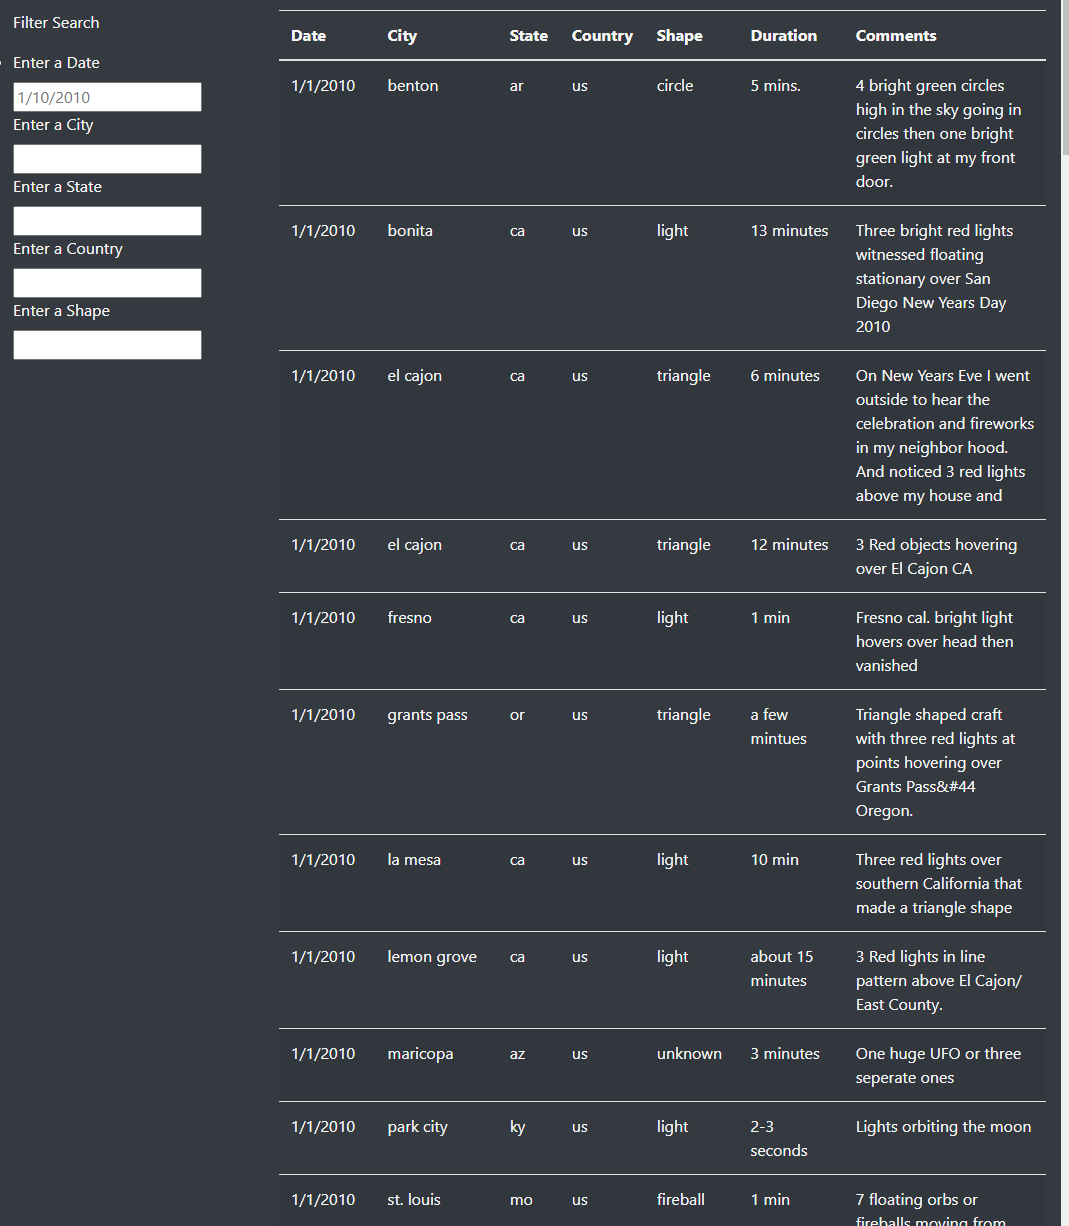 Filter Search
Enter a Date
1/10/2010
Enter a City
Enter a State
Enter a Country
Enter a Shape
Date City State Country Shape Duration Comments
1/1/2010 benton ar us circle 5 mins. 4 bright green circles
high in the sky going in
circles then one bright
green light at my front
door.
1/1/2010 bonita ca us light 13 minutes Three bright red lights
witnessed floating
stationary over San
Diego New Years Day
2010
1/1/2010 el cajon ca us triangle 6 minutes On New Years Eve I went
outside to hear the
celebration and fireworks
in my neighbor hood.
And noticed 3 red lights
above my house and
1/1/2010 el cajon ca us triangle 12 minutes 3 Red objects hovering
over El Cajon CA
1/1/2010 fresno ca us light 1 min Fresno cal. bright light
hovers over head then
vanished
1/1/2010 grants pass or us triangle a few Triangle shaped craft
mintues with three red lights at
points hovering over
Grants Pass&#44
Oregon.
1/1/2010 la mesa ca us light 10 min Three red lights over
southern California that
made a triangle shape
1/1/2010 lemon grove ca us light about 15 3 Red lights in line
minutes pattern above El Cajon/
East County.
1/1/2010 maricopa az us unknown 3 minutes One huge UFO or three
seperate ones
1/1/2010 park city ky us light 2-3 Lights orbiting the moon
seconds
1/1/2010 st. louis mo us fireball 1 min 7 floating orbs or
fireballs moving from